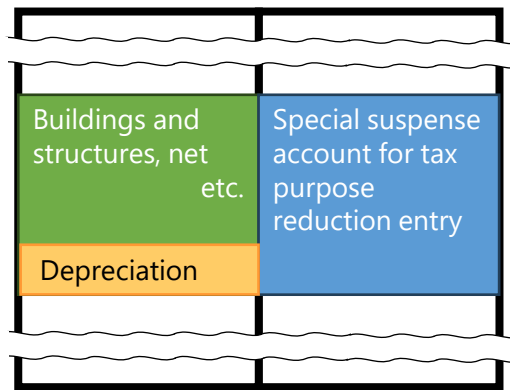 Buildings and
structures, net
etc.
Depreciation
Special suspense
account for tax
purpose
reduction entry